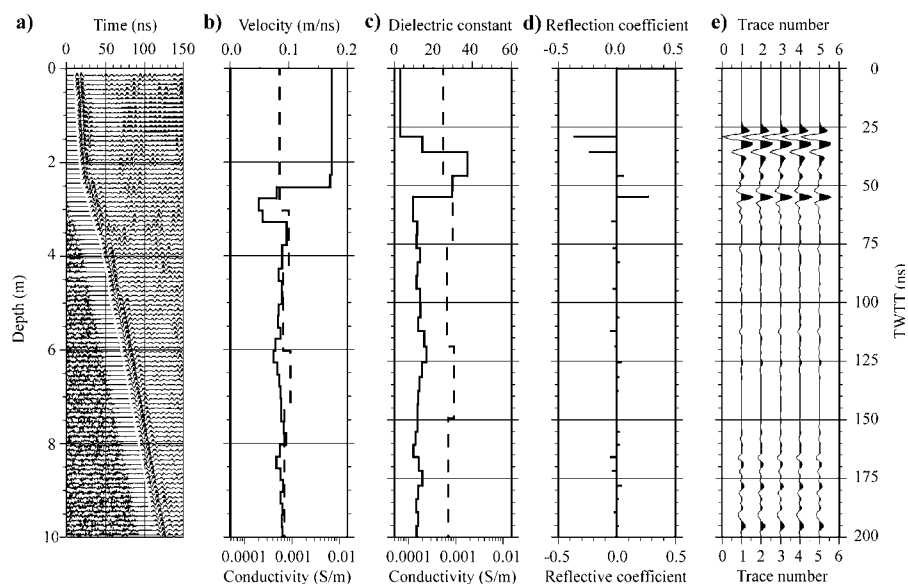 a) Time (ns) b) Velocity (m/ns) c) Dielectric constant d) Reflection coefficient e) Trace number
0 50 100 150 0.0 0.1 0.2 0 20 40 60 -0.5 0.0 0.5 0 1 2 3 4 5 6
0 0
25
2
50
75
4
Depth (m) 100 TWTT (ns)
125
6
150
8
175
10 200
0.0001 0.001 0.01 0.0001 0.001 0.01 -0.5 0.0 0.5 0 1 2 3 4 5 6
Conductivity (S/m) Conductivity (S/m) Reflective coefficient Trace number